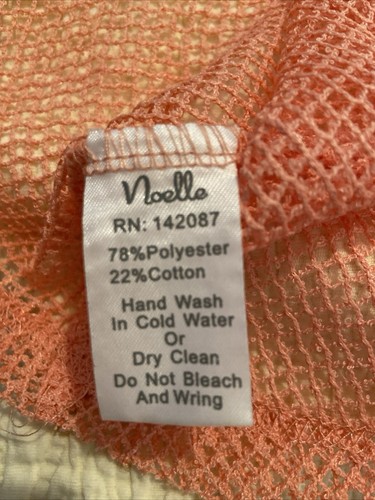 Noelle
RN: 142087
78%Polyester
22%Cotton
Hand Wash
In Cold Water
Or
Dry Clean
Do Not Bleach
And Wring